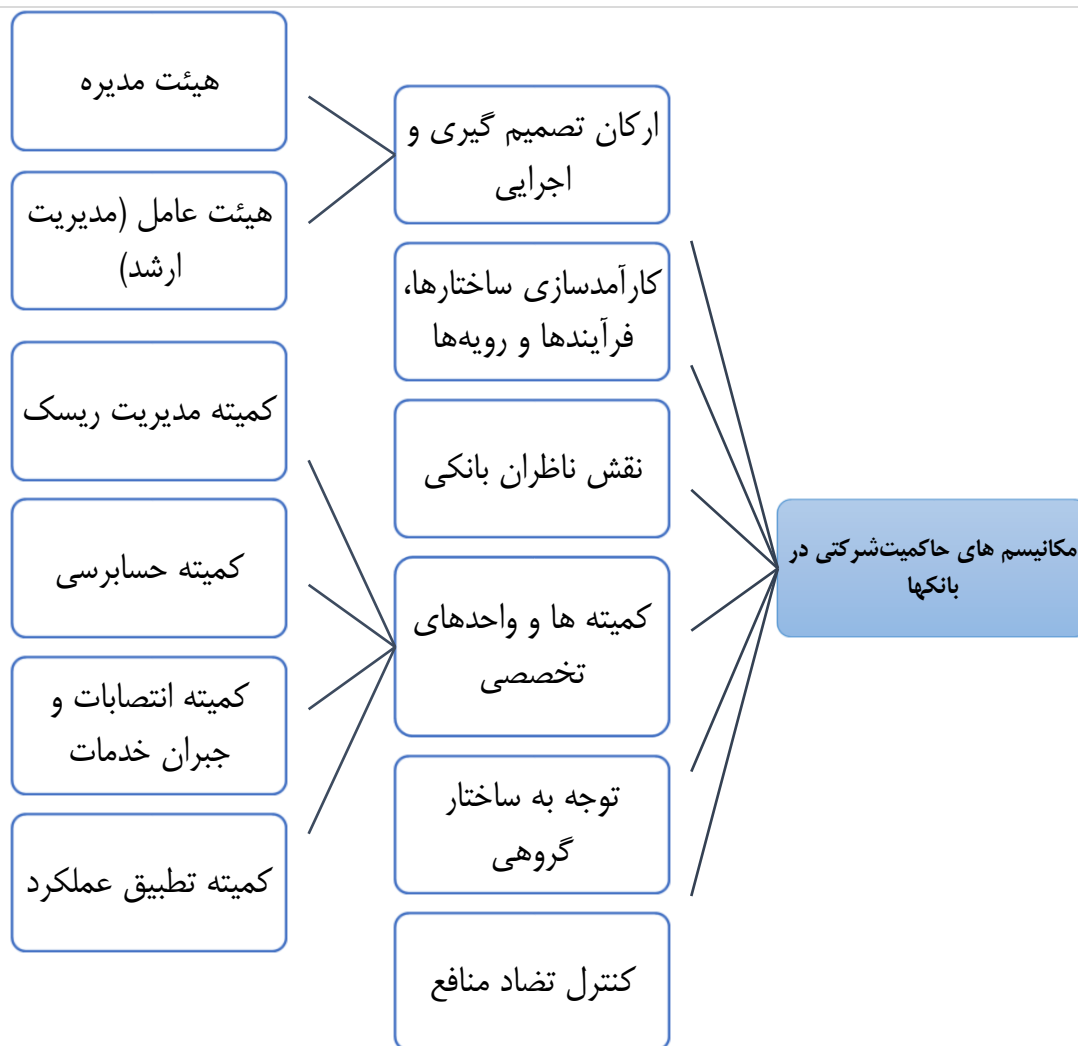 مکانیسم های حاکمیت‌شرکتی در
بانکها
ارکان تصمیم گیری و
اجرایی
هیئت مدیره
هیئت عامل (مدیریت
ارشد)
کارآمدسازی ساختارها،
فرآیندها و رویه‌ها
نقش ناظران بانکی
کمیته ها و واحدهای
تخصصی
کمیته مدیریت ریسک
کمیته حسابرسی
کمیته انتصابات و
جبران خدمات
کمیته تطبیق عملکرد
توجه به ساختار
گروهی
کنترل تضاد منافع